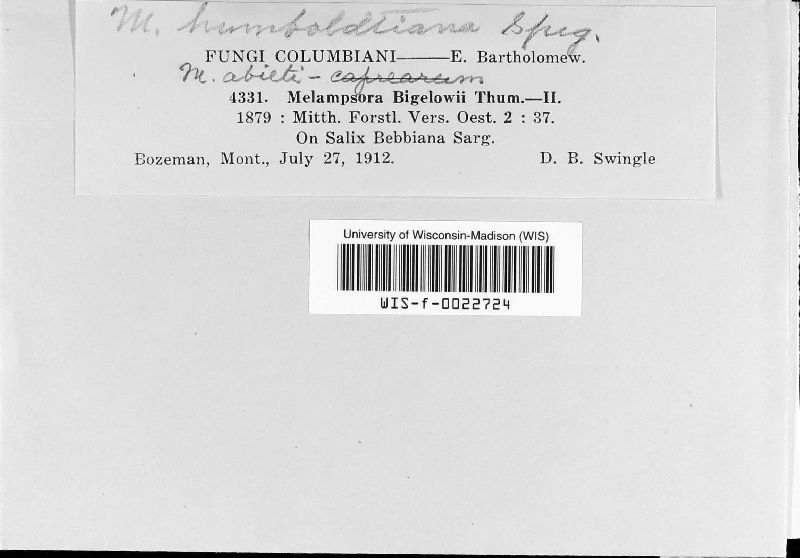 M. humboldtiana Speg.
FUNGI COLUMBIANI——E. Bartholomew.
M. abieti - caprearum
4331. Melampsora Bigelowii Thum.—II.
1879 : Mitth. Forstl. Vers. Oest. 2 : 37.
On Salix Bebbiana Sarg.
Bozeman, Mont., July 27, 1912. D. B. Swingle
University of Wisconsin-Madison (WIS)
WIS-f-0022724